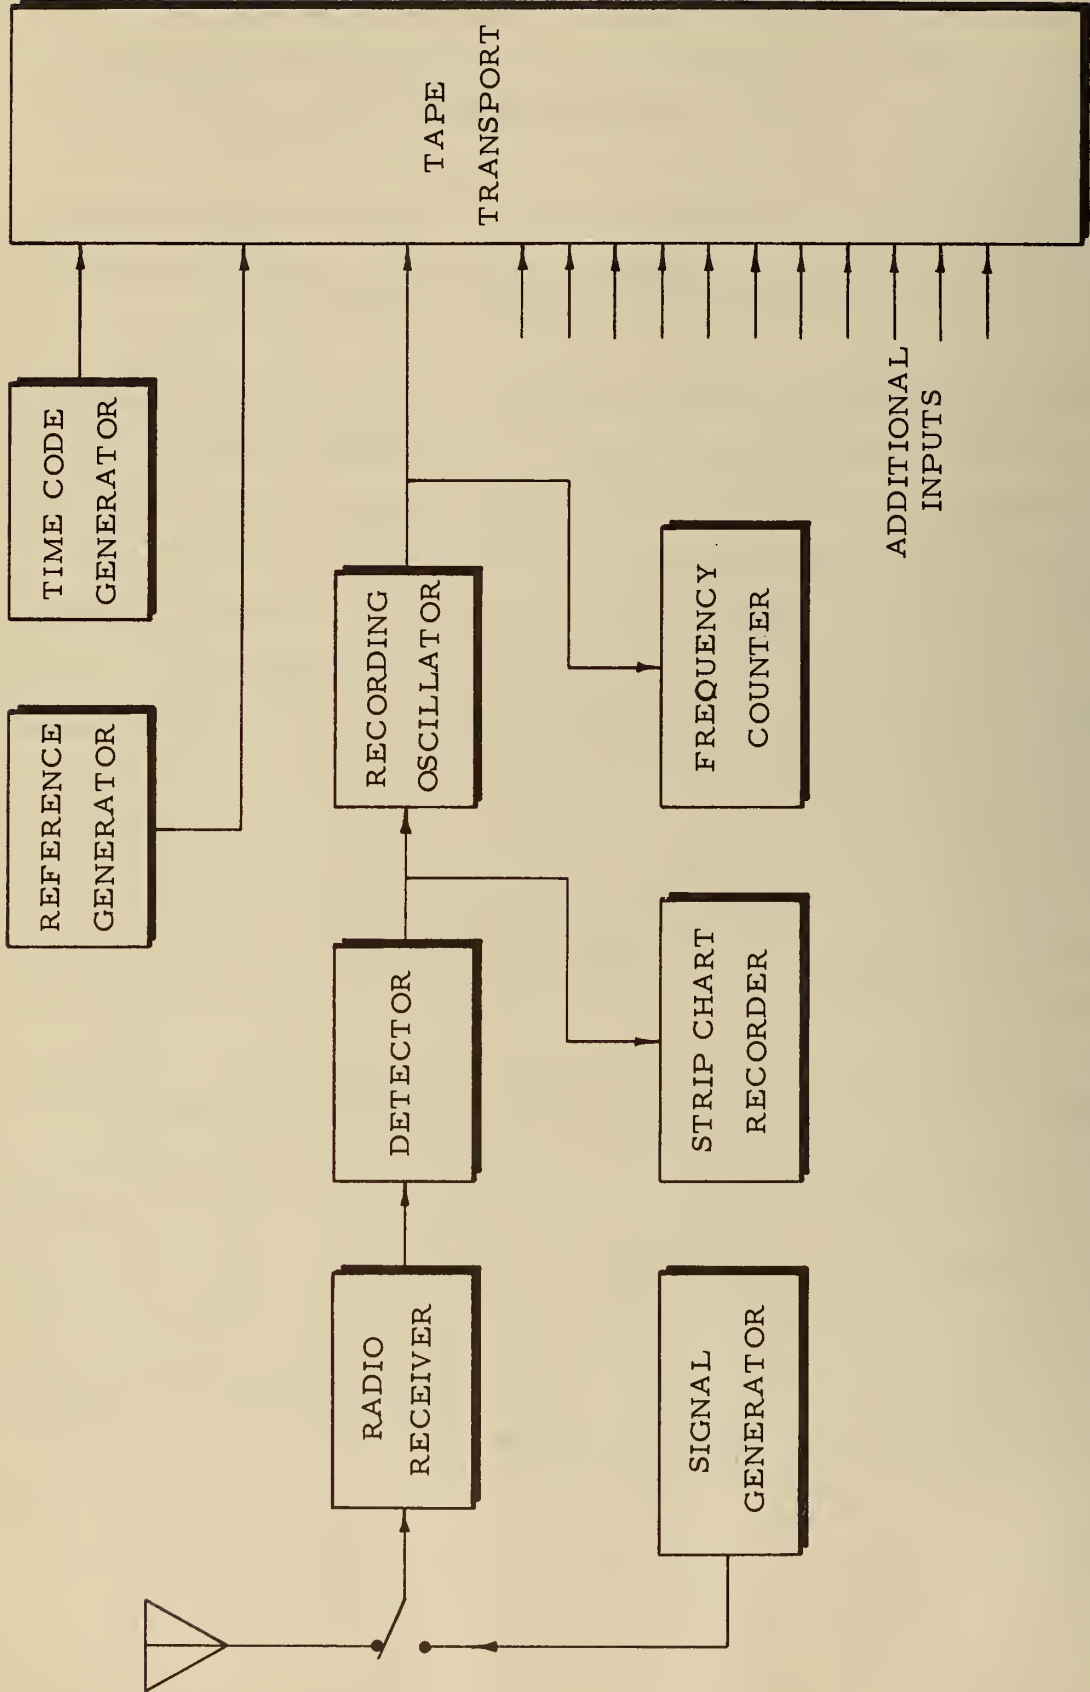 REFERENCE
GENERATOR
TIME CODE
GENERATOR
TAPE
TRANSPORT
RADIO
RECEIVER
DETECTOR
RECORDING
OSCILLATOR
SIGNAL
GENERATOR
STRIP CHART
RECORDER
FREQUENCY
COUNTER
ADDITIONAL
INPUTS